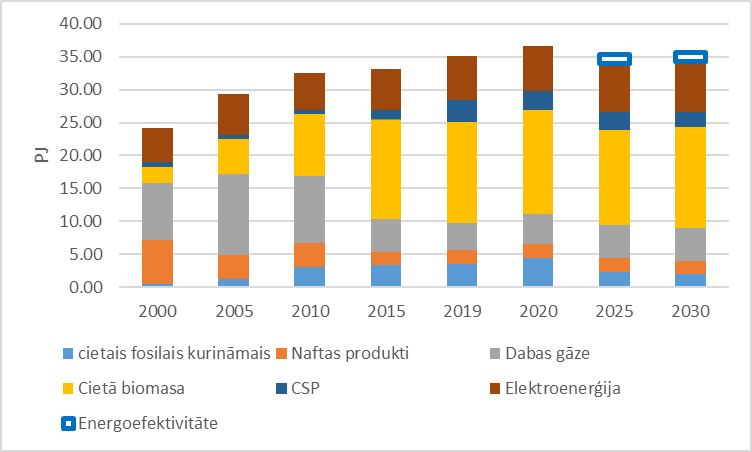 40.00
35.00
30.00
25.00
20.00
15.00
10.00
5.00
0.00
PJ
2000 2005 2010 2015 2019 2020 2025 2030
cietais fosilais kurināmais Naftas produkti Dabas gāze
Cietā biomasa CSP Elektroenerģija
Energoefektivitāte